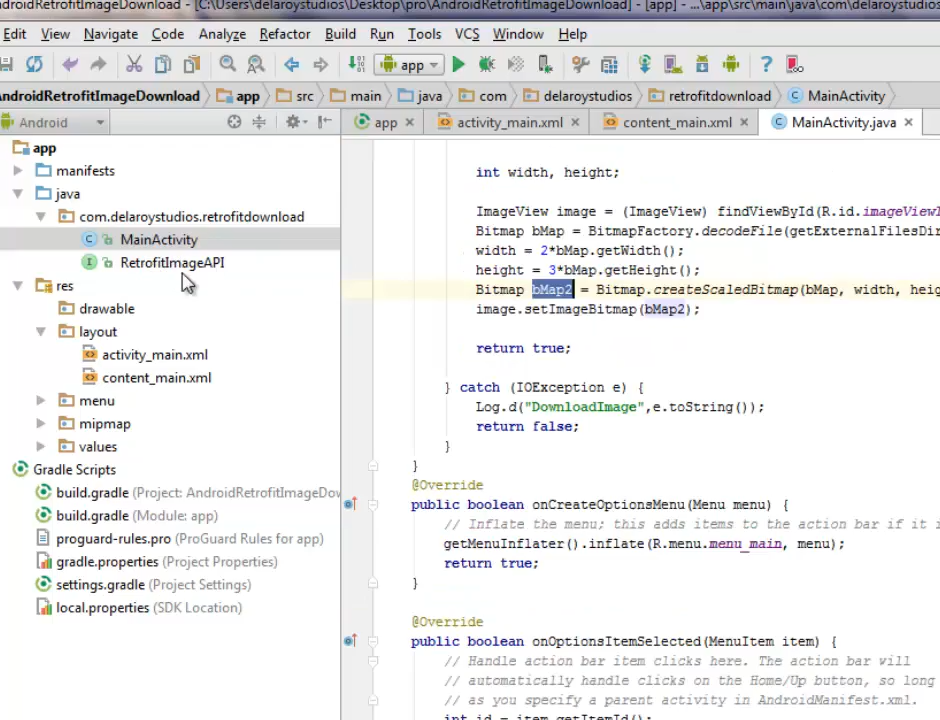 ndroidRetrofitImageDownload - [C:\Users\delaroystudios\Desktop\pro\AndroidRetrofitImageDownload] - [app] - ...\app\src\main\java\com\delaroystudios
Edit View Navigate Code Analyze Refactor Build Run Tools VCS Window Help
app
AndroidRetrofitImageDownload app src main java com delaroystudios retrofitdownload MainActivity
Android
app activity_main.xml content_main.xml MainActivity.java
app
manifests
java
com.delaroystudios.retrofitdownload
MainActivity
RetrofitImageAPI
res
drawable
layout
activity_main.xml
content_main.xml
menu
mipmap
values
Gradle Scripts
build.gradle (Project: AndroidRetrofitImageDow
build.gradle (Module: app)
proguard-rules.pro (ProGuard Rules for app)
gradle.properties (Project Properties)
settings.gradle (Project Settings)
local.properties (SDK Location)
int width, height;
ImageView image = (ImageView) findViewById(R.id.imageViewI
Bitmap bMap = BitmapFactory.decodeFile(getExternalFilesDir
width = 2*bMap.getWidth();
height = 3*bMap.getHeight();
Bitmap bMap2 = Bitmap.createScaledBitmap(bMap, width, heig
image.setImageBitmap(bMap2);
return true;
} catch (IOException e) {
Log.d("DownloadImage",e.toString());
return false;
}
}
@Override
public boolean onCreateOptionsMenu(Menu menu) {
// Inflate the menu; this adds items to the action bar if it i
getMenuInflater().inflate(R.menu.menu_main, menu);
return true;
}
@Override
public boolean onOptionsItemSelected(MenuItem item) {
// Handle action bar item clicks here. The action bar will
// automatically handle clicks on the Home/Up button, so long
// as you specify a parent activity in AndroidManifest.xml.
int id = item.getItemId();